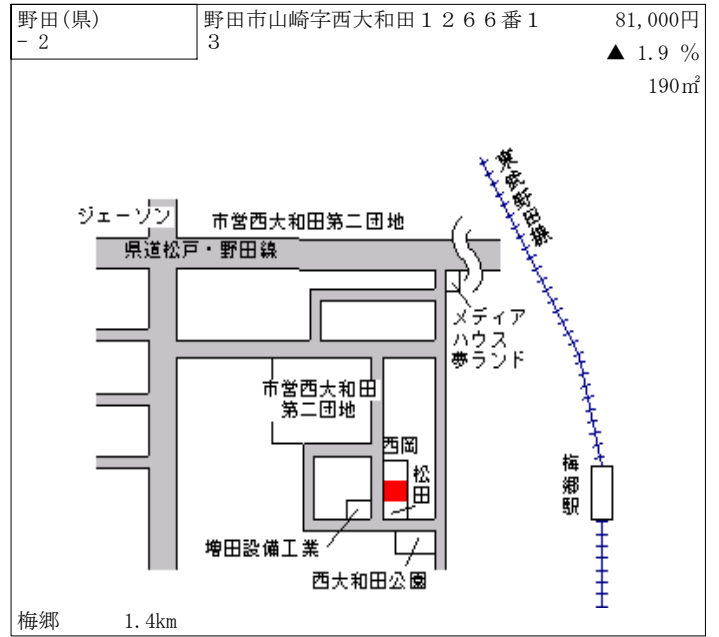 野田(県)
- 2
野田市山崎字西大和田１２６６番１
３
81,000円
▲ 1.9 %
190㎡
東武野田線
ジェーソン
市営西大和田第二団地
県道松戸・野田線
メディア
ハウス
夢ランド
市営西大和田
第二団地
西岡
松田
梅郷駅
増田設備工業
西大和田公園
梅郷 1.4km